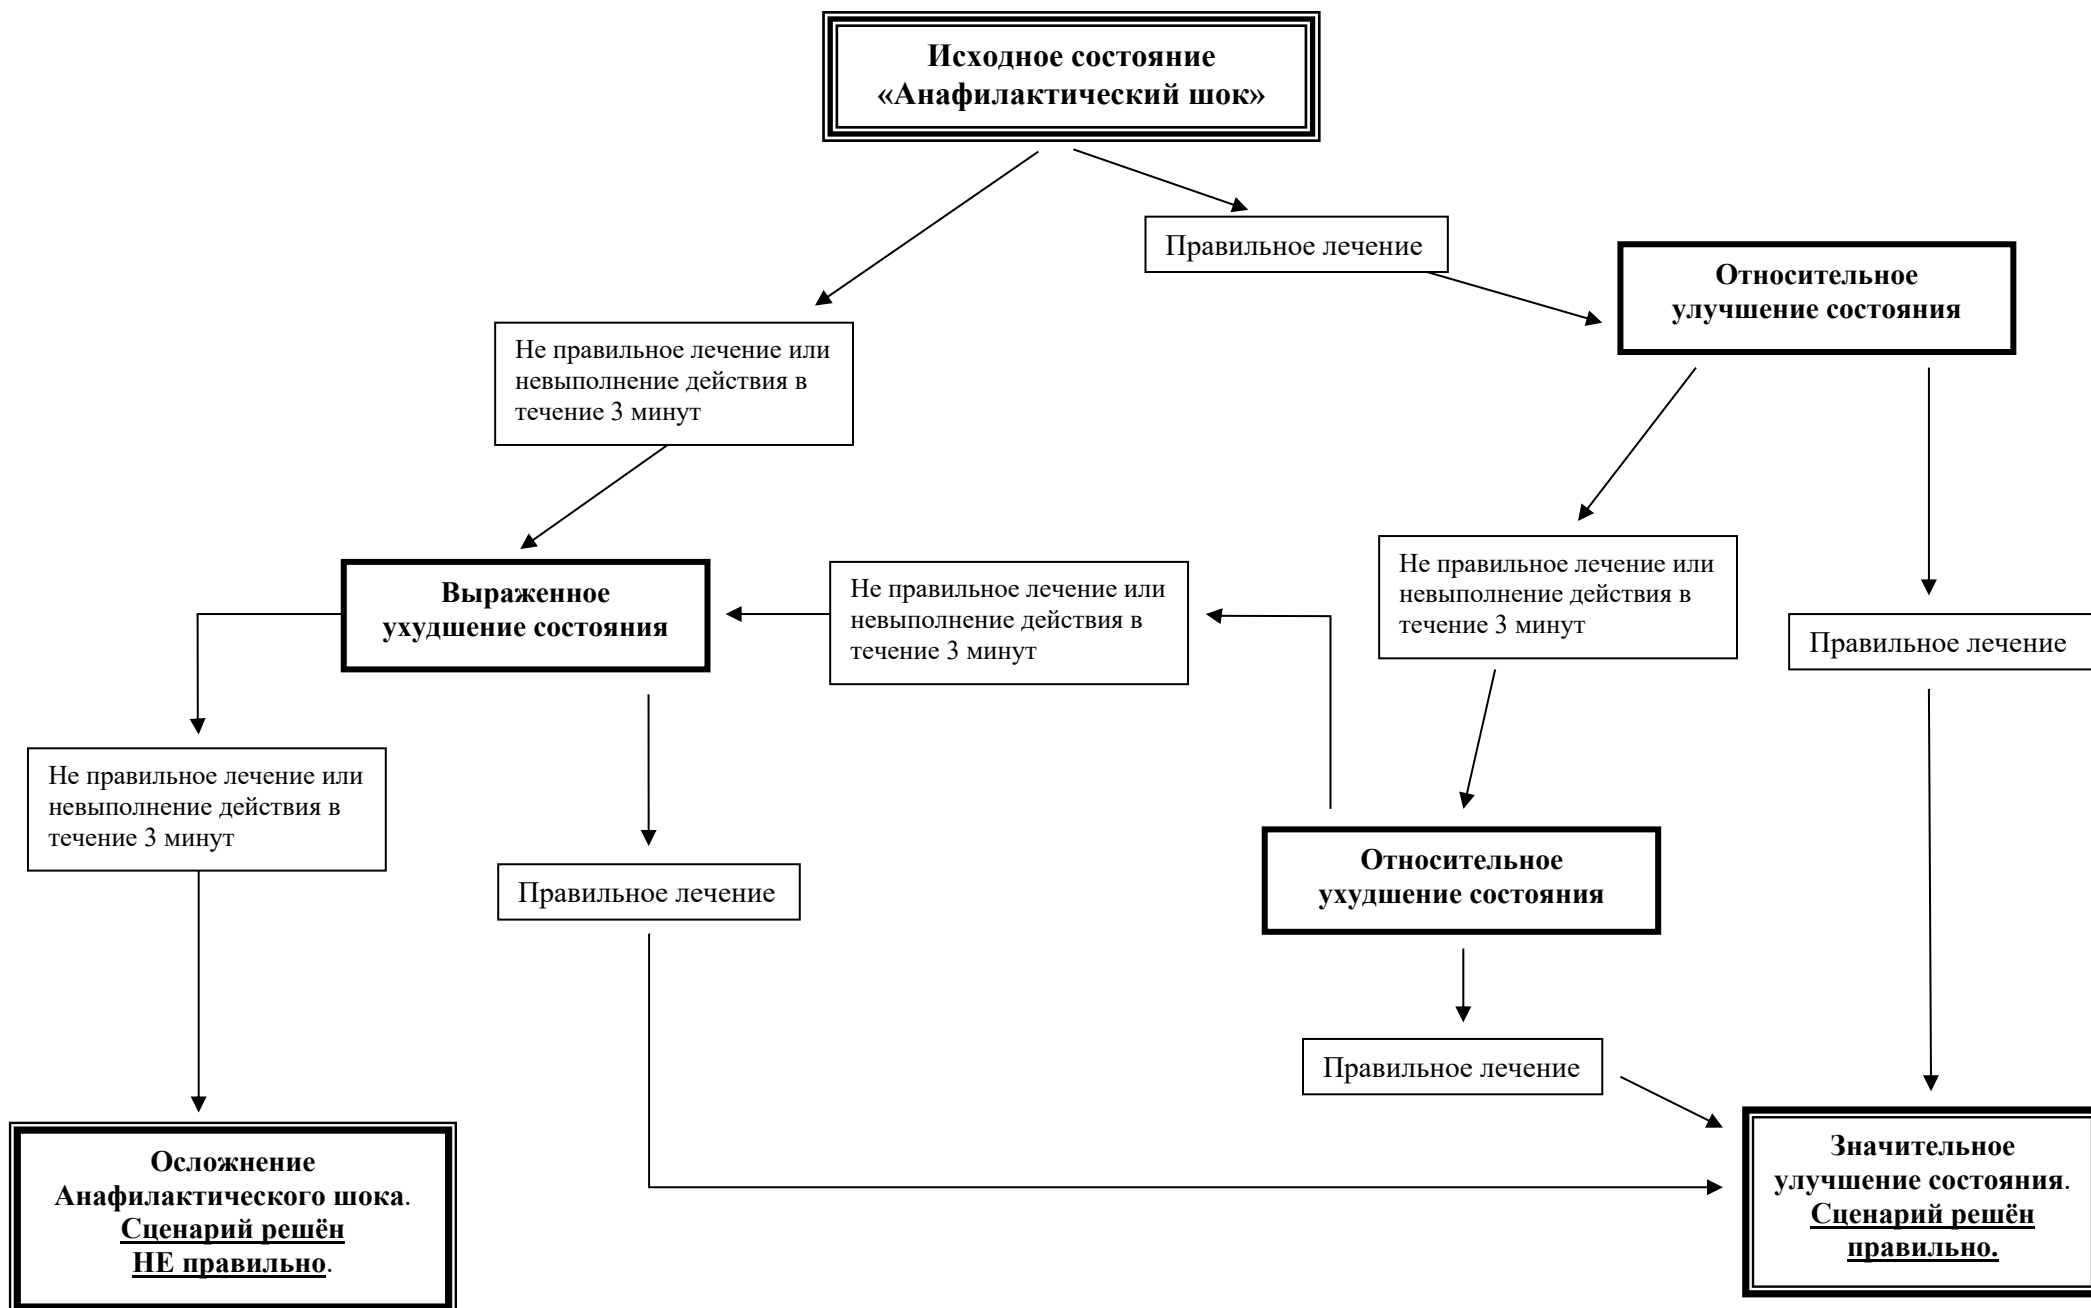 Исходное состояние
«Анафилактический шок»
Правильное лечение
Относительное
улучшение состояния
Не правильное лечение или
невыполнение действия в
течение 3 минут
Выраженное
ухудшение состояния
Не правильное лечение или
невыполнение действия в
течение 3 минут
Не правильное лечение или
невыполнение действия в
течение 3 минут
Правильное лечение
Не правильное лечение или
невыполнение действия в
течение 3 минут
Правильное лечение
Относительное
ухудшение состояния
Правильное лечение
Осложнение
Анафилактического шока.
Сценарий решён
НЕ правильно.
Значительное
улучшение состояния.
Сценарий решён
правильно.